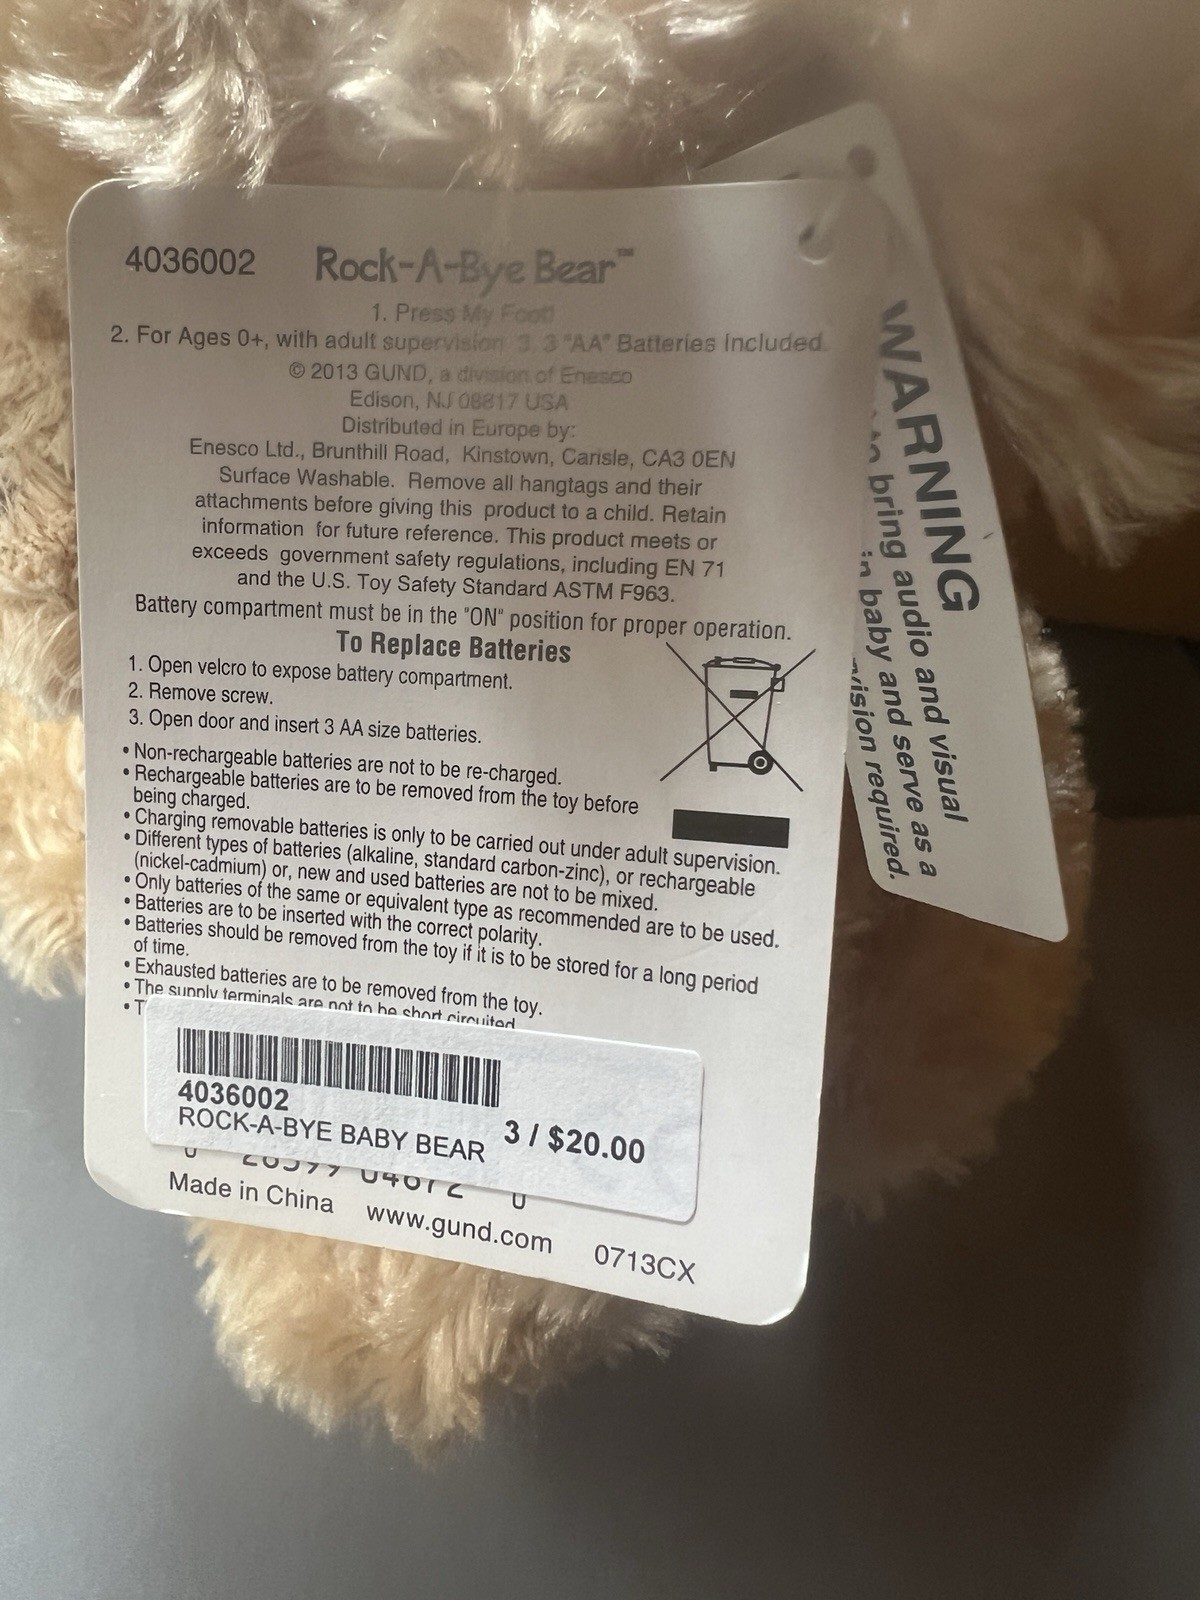 4036002 Rock-A-Bye Bear™
1. Press My Foot!
2. For Ages 0+, with adult supervision 3. 3 "AA" Batteries Included.
© 2013 GUND, a division of Enesco
Edison, NJ 08817 USA
Distributed in Europe by:
Enesco Ltd., Brunthill Road, Kinstown, Carisle, CA3 0EN
Surface Washable. Remove all hangtags and their
attachments before giving this product to a child. Retain
information for future reference. This product meets or
exceeds government safety regulations, including EN 71
and the U.S. Toy Safety Standard ASTM F963.
Battery compartment must be in the "ON" position for proper operation.
To Replace Batteries
1. Open velcro to expose battery compartment.
2. Remove screw.
3. Open door and insert 3 AA size batteries.
• Non-rechargeable batteries are not to be re-charged.
• Rechargeable batteries are to be removed from the toy before
being charged.
• Charging removable batteries is only to be carried out under adult supervision.
• Different types of batteries (alkaline, standard carbon-zinc), or rechargeable
(nickel-cadmium) or, new and used batteries are not to be mixed.
• Only batteries of the same or equivalent type as recommended are to be used.
• Batteries are to be inserted with the correct polarity.
• Batteries should be removed from the toy if it is to be stored for a long period
of time.
• Exhausted batteries are to be removed from the toy.
• The supply terminals are not to be short circuited
• T
4036002
ROCK-A-BYE BABY BEAR 3 / $20.00
Made in China www.gund.com 0713CX
WARNING
bring audio and visual
in baby and serve as a
required.